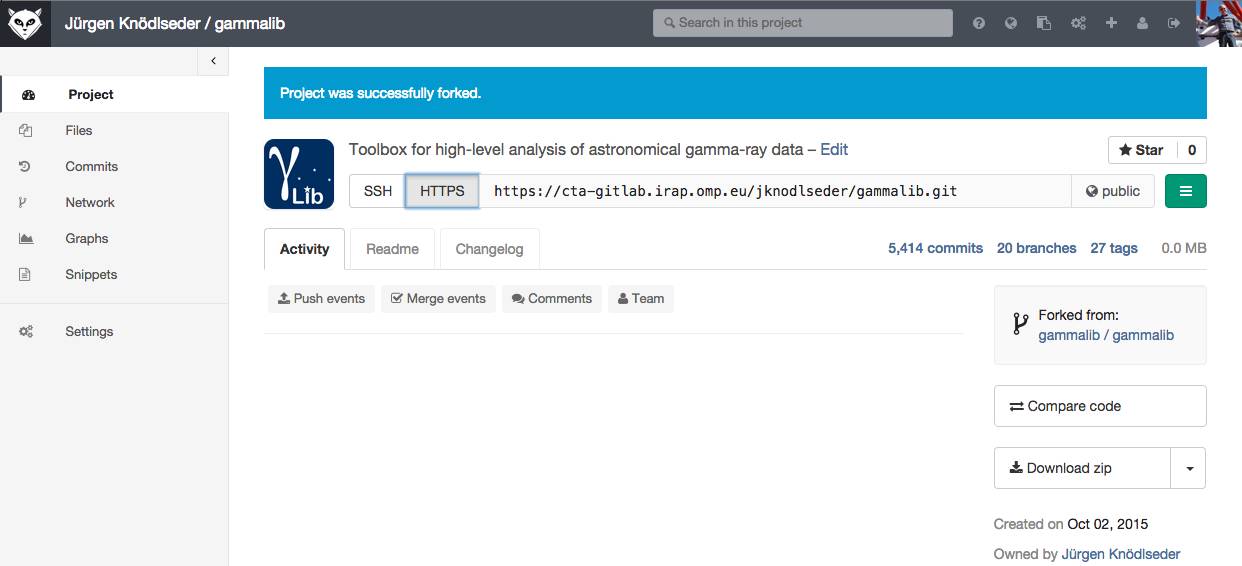 Jürgen Knödlseder / gammalib
Search in this project
Project
Files
Commits
Network
Graphs
Snippets
Settings
Project was successfully forked.
γLib
Toolbox for high-level analysis of astronomical gamma-ray data – Edit
Star 0
SSH HTTPS https://cta-gitlab.irap.omp.eu/jknodlseder/gammalib.git public
Activity Readme Changelog 5,414 commits 20 branches 27 tags 0.0 MB
Push events Merge events Comments Team
Forked from:
gammalib / gammalib
Compare code
Download zip
Created on Oct 02, 2015
Owned by Jürgen Knödlseder